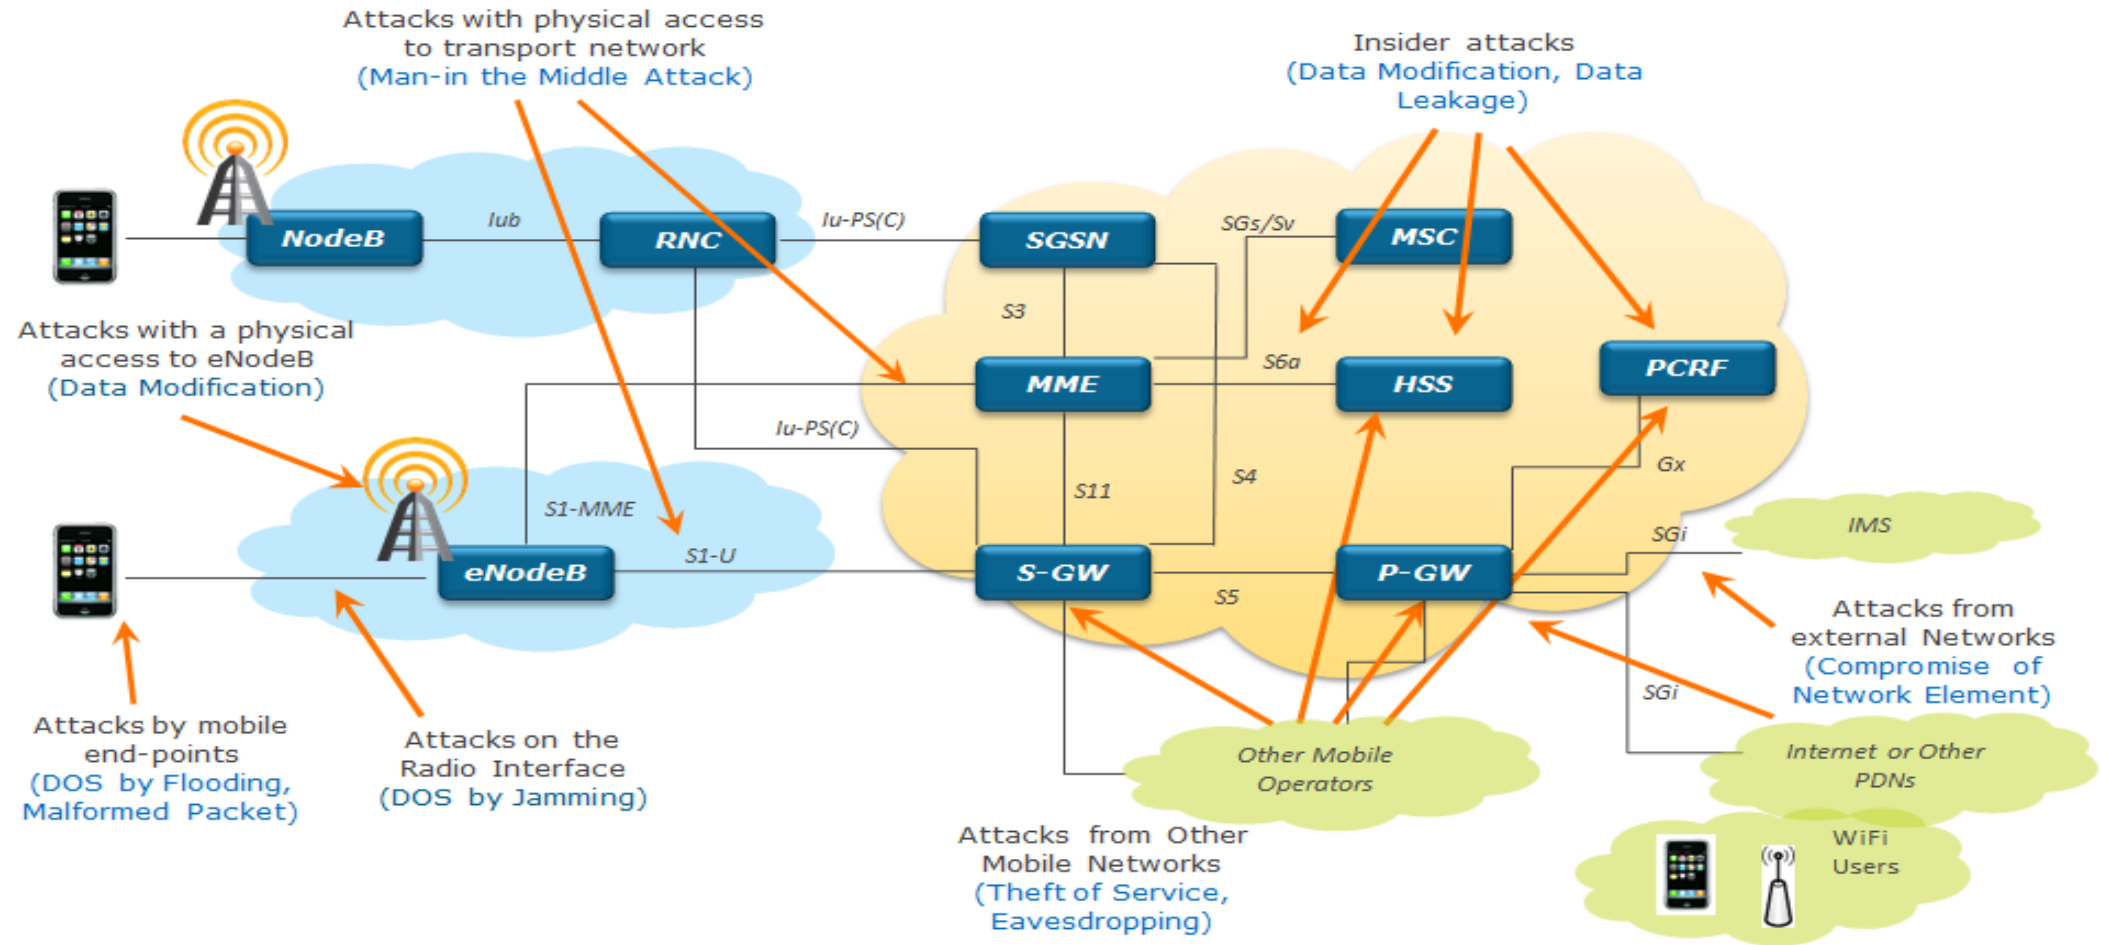 Attacks with physical access
to transport network
(Man-in the Middle Attack)
Insider attacks
(Data Modification, Data
Leakage)
NodeB
Iub
RNC
Iu-PS(C)
SGSN
SGs/Sv
MSC
S3
Attacks with a physical
access to eNodeB
(Data Modification)
MME
S6a
HSS
PCRF
Iu-PS(C)
S1-MME
S11
S4
Gx
eNodeB
S1-U
S-GW
S5
P-GW
SGi
IMS
Attacks from
external Networks
(Compromise of
Network Element)
SGi
Attacks by mobile
end-points
(DOS by Flooding,
Malformed Packet)
Attacks on the
Radio Interface
(DOS by Jamming)
Other Mobile
Operators
Internet or Other
PDNs
Attacks from Other
Mobile Networks
(Theft of Service,
Eavesdropping)
WiFi
Users